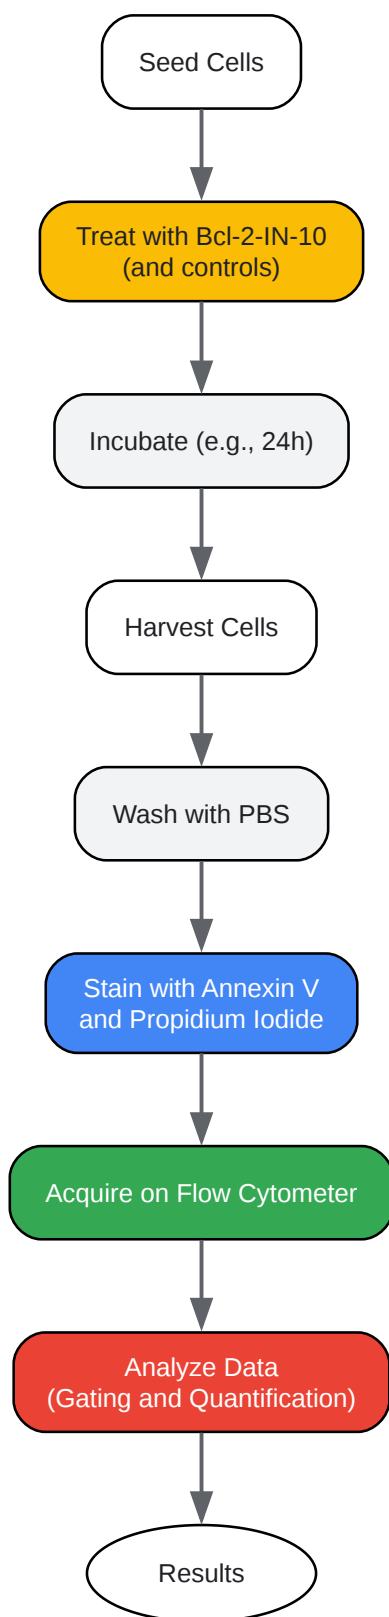 Seed Cells
Treat with Bcl-2-IN-10
(and controls)
Incubate (e.g., 24h)
Harvest Cells
Wash with PBS
Stain with Annexin V
and Propidium Iodide
Acquire on Flow Cytometer
Analyze Data
(Gating and Quantification)
Results